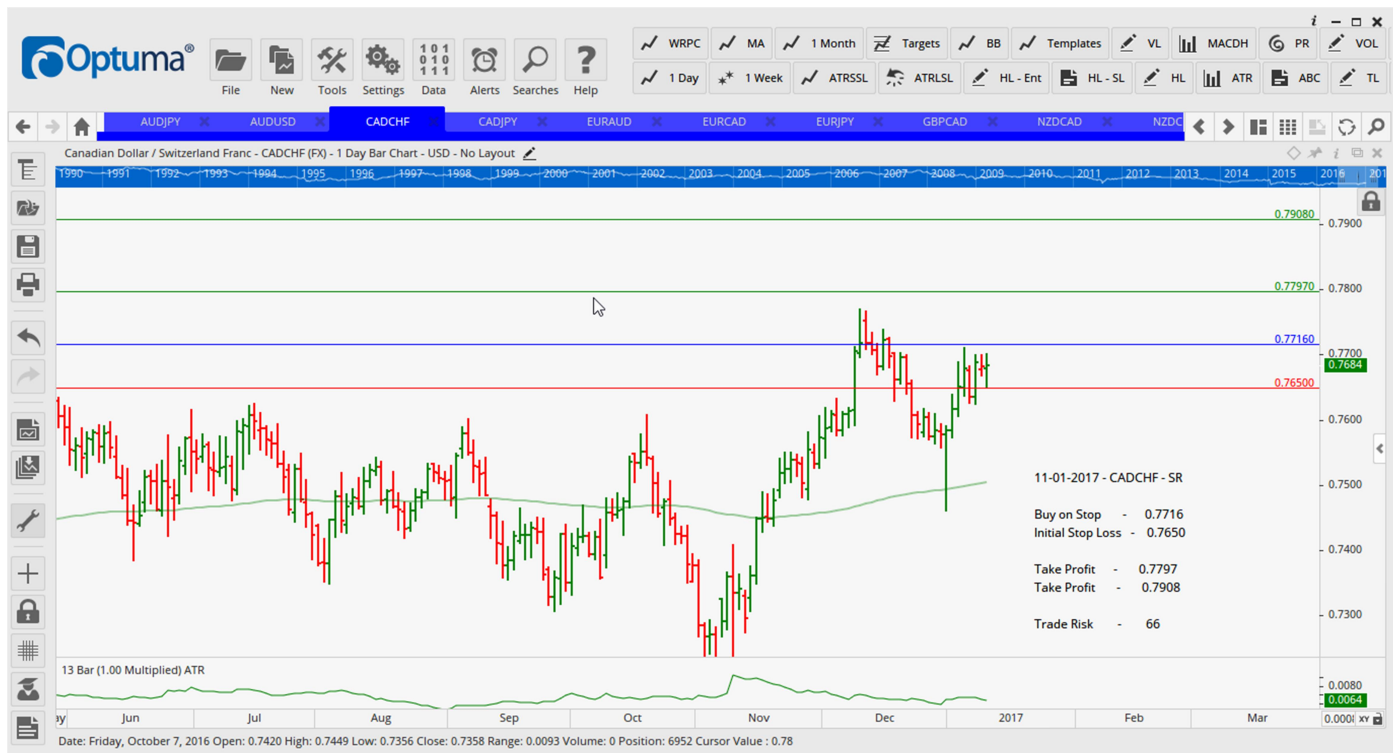 Optuma®
File New Tools Settings Data Alerts Searches Help
WRPC MA 1 Month Targets BB Templates VL MACDH PR VOL
1 Day 1 Week ATRSSL ATRLSL HL - Ent HL - SL HL ATR ABC TL
AUDJPY AUDUSD CADCHF CADJPY EURAUD EURCAD EURJPY GBPCAD NZDCAD NZDC
Canadian Dollar / Switzerland Franc - CADCHF (FX) - 1 Day Bar Chart - USD - No Layout
1990 1991 1992 1993 1994 1995 1996 1997 1998 1999 2000 2001 2002 2003 2004 2005 2006 2007 2008 2009 2010 2011 2012 2013 2014 2015 2016 201
0.79080
0.7900
0.77970
0.7800
0.77160
0.7700
0.7684
0.76500
0.7600
11-01-2017 - CADCHF - SR
0.7500
Buy on Stop - 0.7716
Initial Stop Loss - 0.7650
0.7400
Take Profit - 0.7797
Take Profit - 0.7908
0.7300
Trade Risk - 66
13 Bar (1.00 Multiplied) ATR
0.0080
0.0064
ay Jun Jul Aug Sep Oct Nov Dec 2017 Feb Mar 0.000 XY
Date: Friday, October 7, 2016 Open: 0.7420 High: 0.7449 Low: 0.7356 Close: 0.7358 Range: 0.0093 Volume: 0 Position: 6952 Cursor Value : 0.78